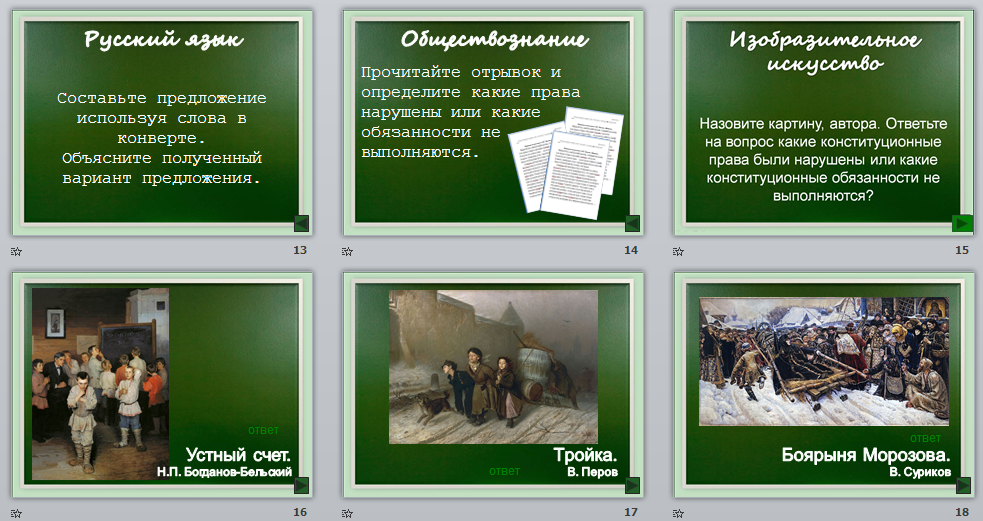 Русский язык
Составьте предложение
используя слова в
конверте.
Объясните полученный
вариант предложения.
13
Обществознание
Прочитайте отрывок и
определите какие права
нарушены или какие
обязанности не
выполняются.
14
Изобразительное
искусство
Назовите картину, автора. Ответьте
на вопрос какие конституционные
права были нарушены или какие
конституционные обязанности не
выполняются?
15
ответ
Устный счет.
Н.П. Богданов-Бельский
16
ответ
Тройка.
В. Перов
17
ответ
Боярыня Морозова.
В. Суриков
18